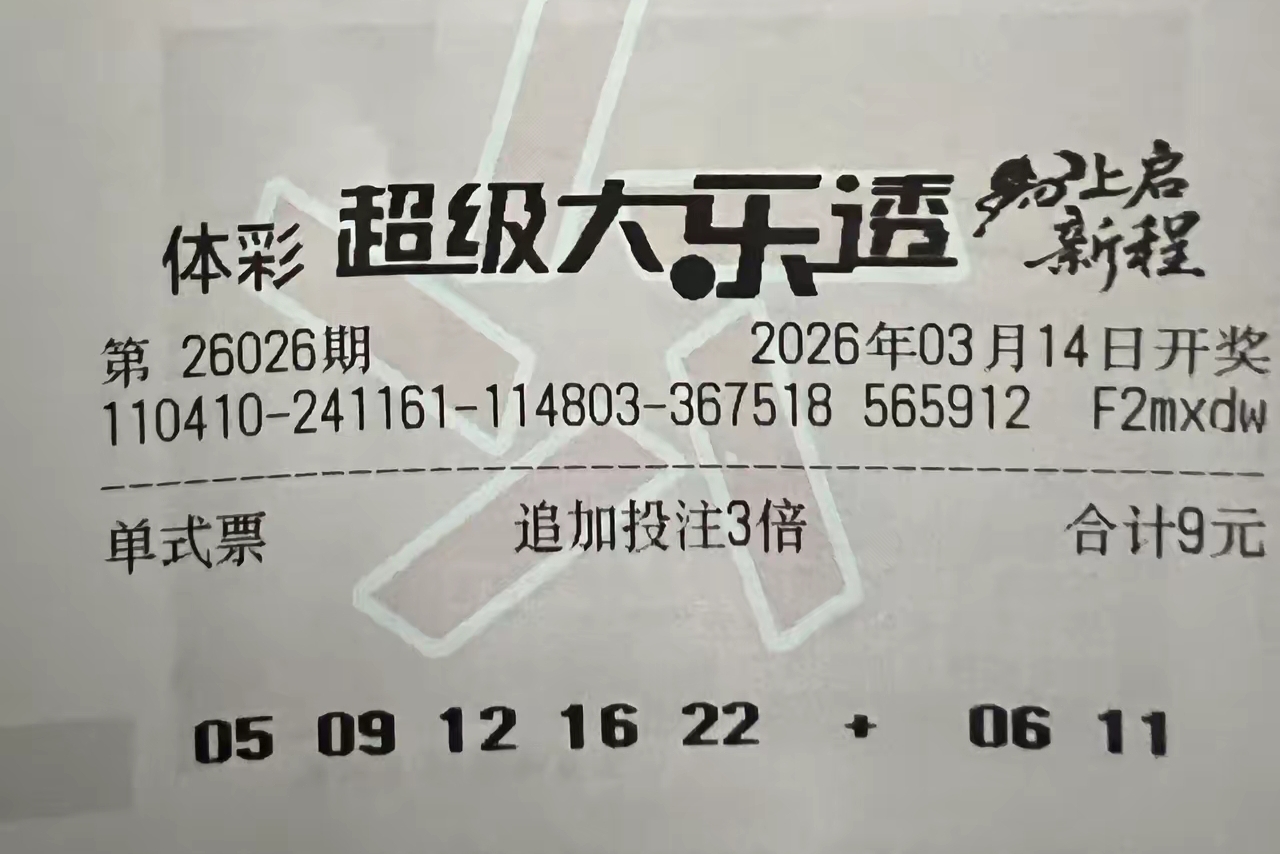 体彩 超级大乐透 马上启
新程
第 26026期 2026年03月14日开奖
110410-241161-114803-367518 565912 F2mxdw
单式票 追加投注3倍 合计9元
05 09 12 16 22 + 06 11